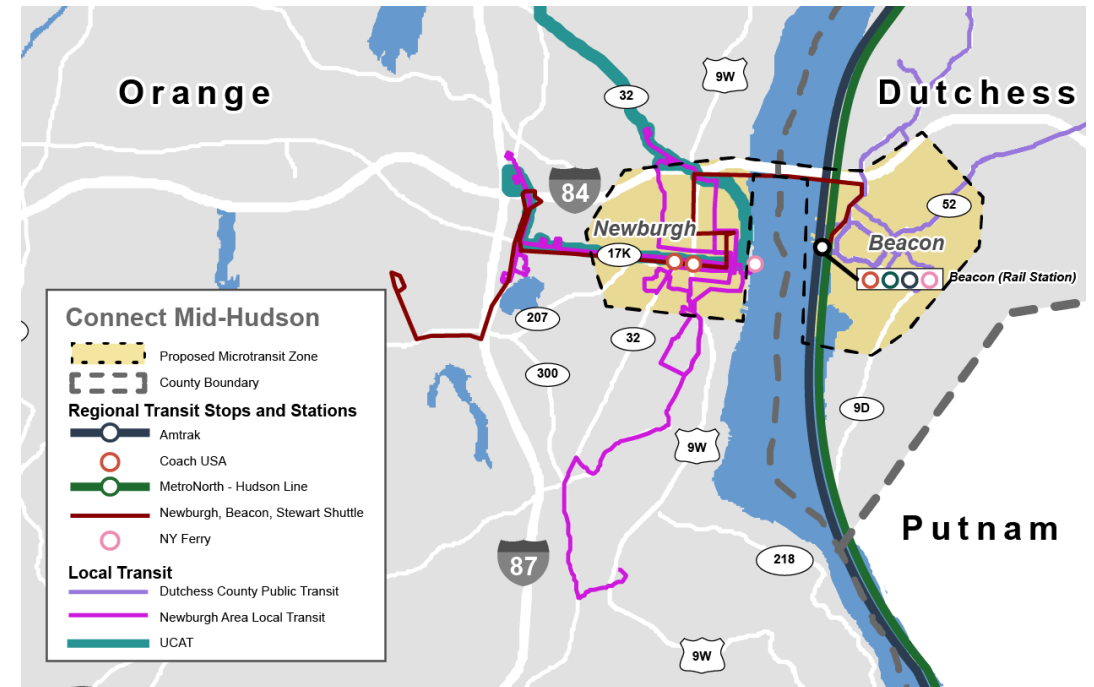 Orange
Dutchess
9W
32
84
52
Newburgh
Beacon
17K
Beacon (Rail Station)
207
32
300
9D
9W
Putnam
87
218
9W
Connect Mid-Hudson
Proposed Microtransit Zone
County Boundary
Regional Transit Stops and Stations
Amtrak
Coach USA
MetroNorth - Hudson Line
Newburgh, Beacon, Stewart Shuttle
NY Ferry
Local Transit
Dutchess County Public Transit
Newburgh Area Local Transit
UCAT